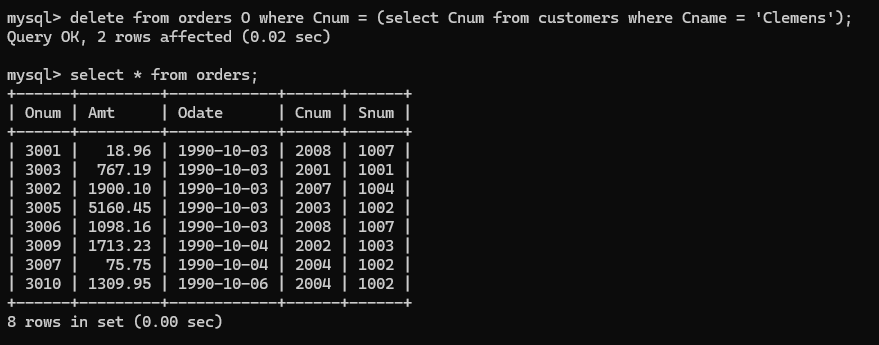 mysql> delete from orders O where Cnum = (select Cnum from customers where Cname = 'Clemens');
Query OK, 2 rows affected (0.02 sec)
mysql> select * from orders;
+------+---------+------------+------+------+
| Onum | Amt     | Odate      | Cnum | Snum |
+------+---------+------------+------+------+
| 3001 |   18.96 | 1990-10-03 | 2008 | 1007 |
| 3003 |  767.19 | 1990-10-03 | 2001 | 1001 |
| 3002 | 1900.10 | 1990-10-03 | 2007 | 1004 |
| 3005 | 5160.45 | 1990-10-03 | 2003 | 1002 |
| 3006 | 1098.16 | 1990-10-03 | 2008 | 1007 |
| 3009 | 1713.23 | 1990-10-04 | 2002 | 1003 |
| 3007 |   75.75 | 1990-10-04 | 2004 | 1002 |
| 3010 | 1309.95 | 1990-10-06 | 2004 | 1002 |
+------+---------+------------+------+------+
8 rows in set (0.00 sec)